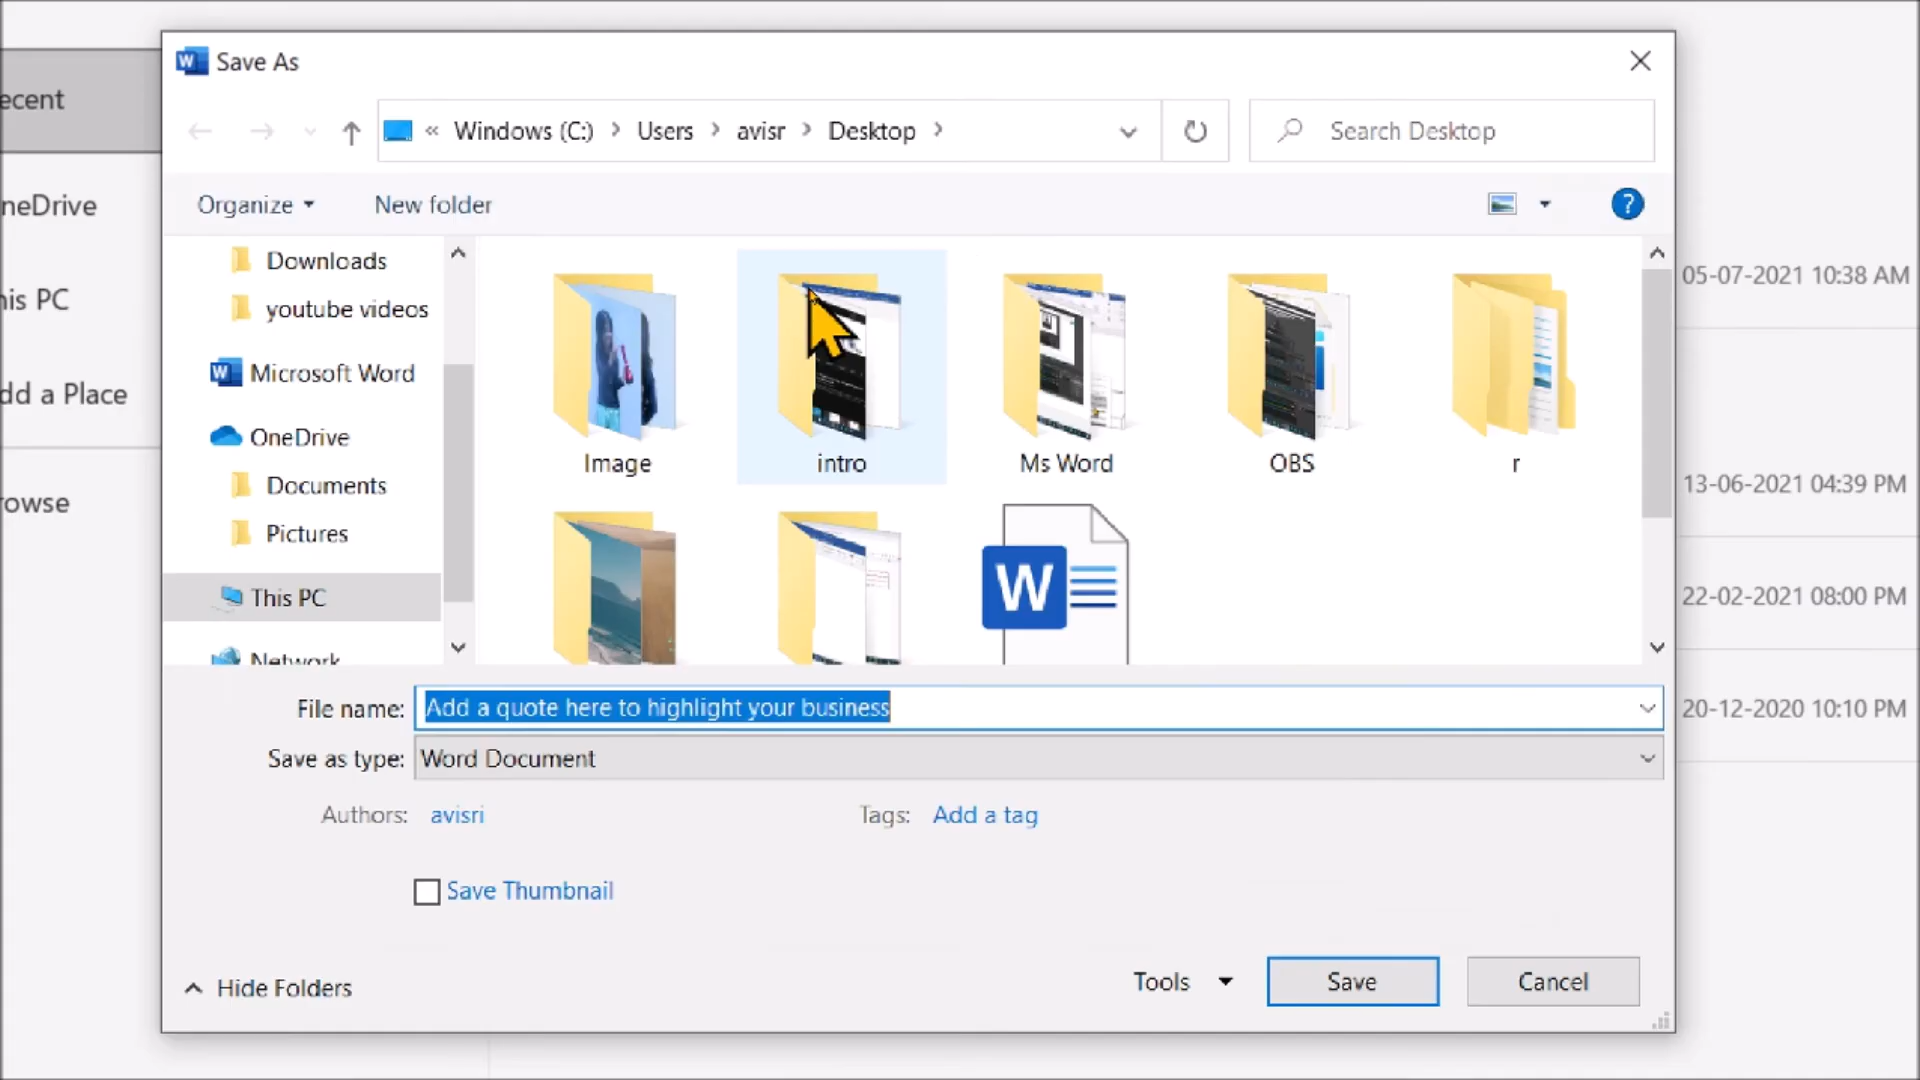 Save As
« Windows (C:) › Users › avisr › Desktop ›
Search Desktop
Organize
New folder
?
ecent
neDrive
his PC
dd a Place
rowse
Downloads
youtube videos
Microsoft Word
OneDrive
Documents
Pictures
This PC
Network
Image
intro
Ms Word
OBS
r
W
05-07-2021 10:38 AM
13-06-2021 04:39 PM
22-02-2021 08:00 PM
20-12-2020 10:10 PM
File name: Add a quote here to highlight your business
Save as type: Word Document
Authors: avisri
Tags: Add a tag
Save Thumbnail
Hide Folders
Tools
Save
Cancel